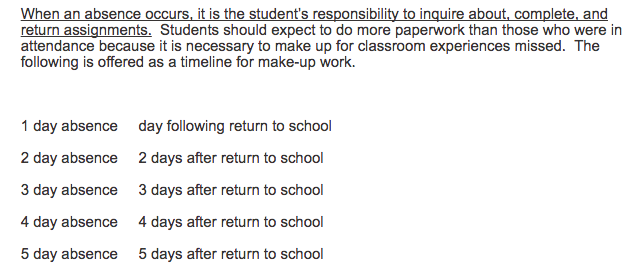 When an absence occurs, it is the student's responsibility to inquire about, complete, and
return assignments.  Students should expect to do more paperwork than those who were in
attendance because it is necessary to make up for classroom experiences missed.  The
following is offered as a timeline for make-up work.
1 day absence day following return to school
2 day absence 2 days after return to school
3 day absence 3 days after return to school
4 day absence 4 days after return to school
5 day absence 5 days after return to school